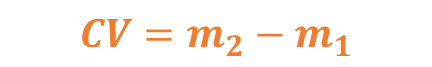 CV = m₂ − m₁